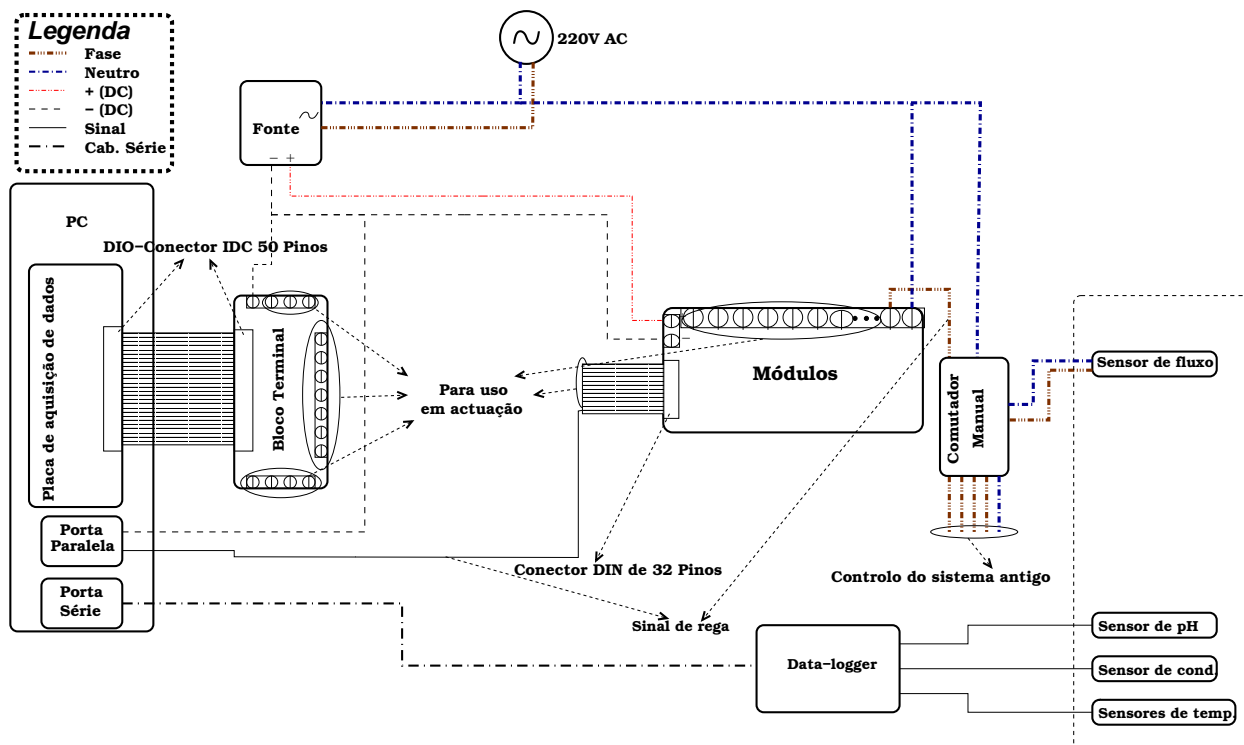 Legenda
Fase
Neutro
+ (DC)
− (DC)
Sinal
Cab. Série
220V AC
Fonte
− +
PC
DIO−Conector IDC 50 Pinos
Placa de aquisição de dados
Bloco Terminal
Para uso
em actuação
Módulos
−
Comutador
Manual
Sensor de fluxo
Porta
Paralela
Porta
Série
Conector DIN de 32 Pinos
Controlo do sistema antigo
Sinal de rega
Data−logger
Sensor de pH
Sensor de cond.
Sensores de temp.